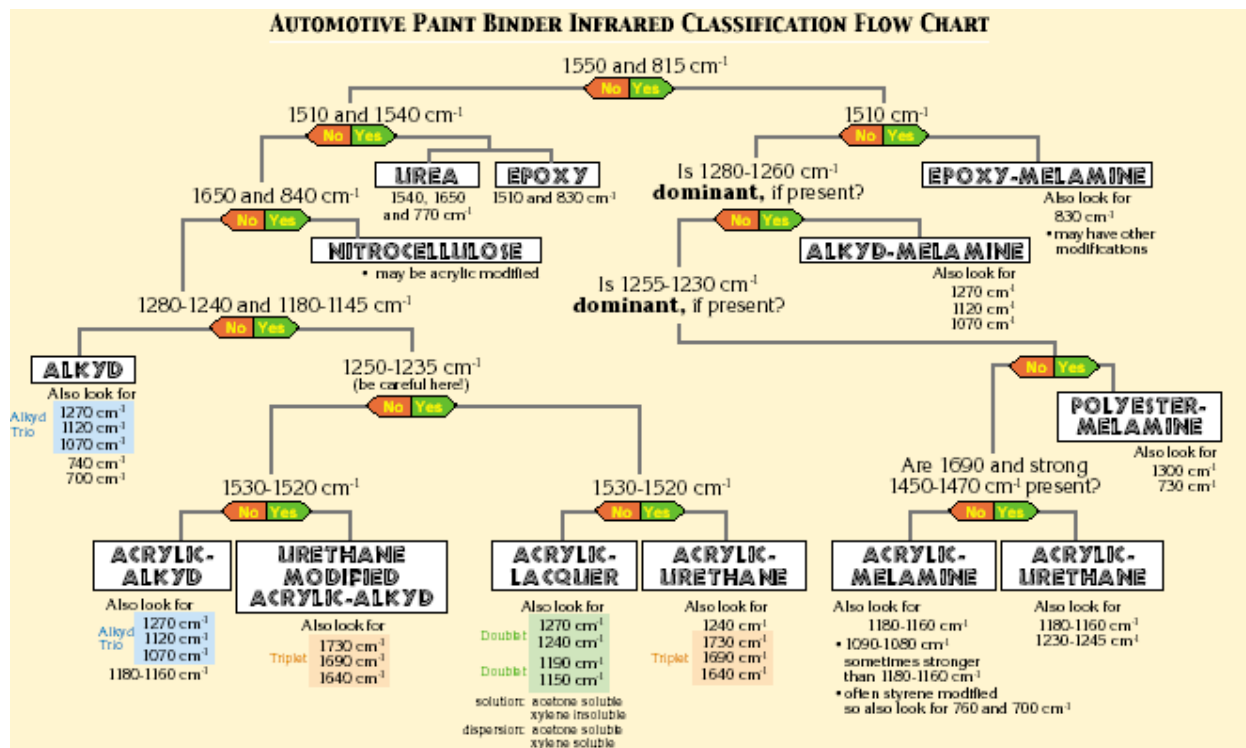 AUTOMOTIVE PAINT BINDER INFRARED CLASSIFICATION FLOW CHART
1550 and 815 cm⁻¹
No Yes
1510 and 1540 cm⁻¹
No Yes
1510 cm⁻¹
No Yes
UREA
1540, 1650
and 770 cm⁻¹
EPOXY
1510 and 830 cm⁻¹
Is 1280-1260 cm⁻¹
dominant, if present?
No Yes
EPOXY-MELAMINE
Also look for
830 cm⁻¹
• may have other
modifications
1650 and 840 cm⁻¹
No Yes
NITROCELLULOSE
• may be acrylic modified
ALKYD-MELAMINE
Also look for
1270 cm⁻¹
1120 cm⁻¹
1070 cm⁻¹
1280-1240 and 1180-1145 cm⁻¹
No Yes
Is 1255-1230 cm⁻¹
dominant, if present?
No Yes
ALKYD
Also look for
Alkyd
Trio
1270 cm⁻¹
1120 cm⁻¹
1070 cm⁻¹
740 cm⁻¹
700 cm⁻¹
1250-1235 cm⁻¹
(be careful here!)
No Yes
POLYESTER-
MELAMINE
Also look for
1300 cm⁻¹
730 cm⁻¹
1530-1520 cm⁻¹
No Yes
1530-1520 cm⁻¹
No Yes
Are 1690 and strong
1450-1470 cm⁻¹ present?
No Yes
ACRYLIC-
ALKYD
Also look for
Alkyd
Trio
1270 cm⁻¹
1120 cm⁻¹
1070 cm⁻¹
1180-1160 cm⁻¹
URETHANE
MODIFIED
ACRYLIC-ALKYD
Also look for
Triplet
1730 cm⁻¹
1690 cm⁻¹
1640 cm⁻¹
ACRYLIC-
LACQUER
Also look for
Doublet
1270 cm⁻¹
1240 cm⁻¹
Doublet
1190 cm⁻¹
1150 cm⁻¹
solution: acetone soluble
xylene insoluble
dispersion: acetone soluble
xylene soluble
ACRYLIC-
URETHANE
Also look for
1240 cm⁻¹
Triplet
1730 cm⁻¹
1690 cm⁻¹
1640 cm⁻¹
ACRYLIC-
MELAMINE
Also look for
1180-1160 cm⁻¹
• 1090-1080 cm⁻¹
sometimes stronger
than 1180-1160 cm⁻¹
• often styrene modified
so also look for 760 and 700 cm⁻¹
ACRYLIC-
URETHANE
Also look for
1180-1160 cm⁻¹
1230-1245 cm⁻¹